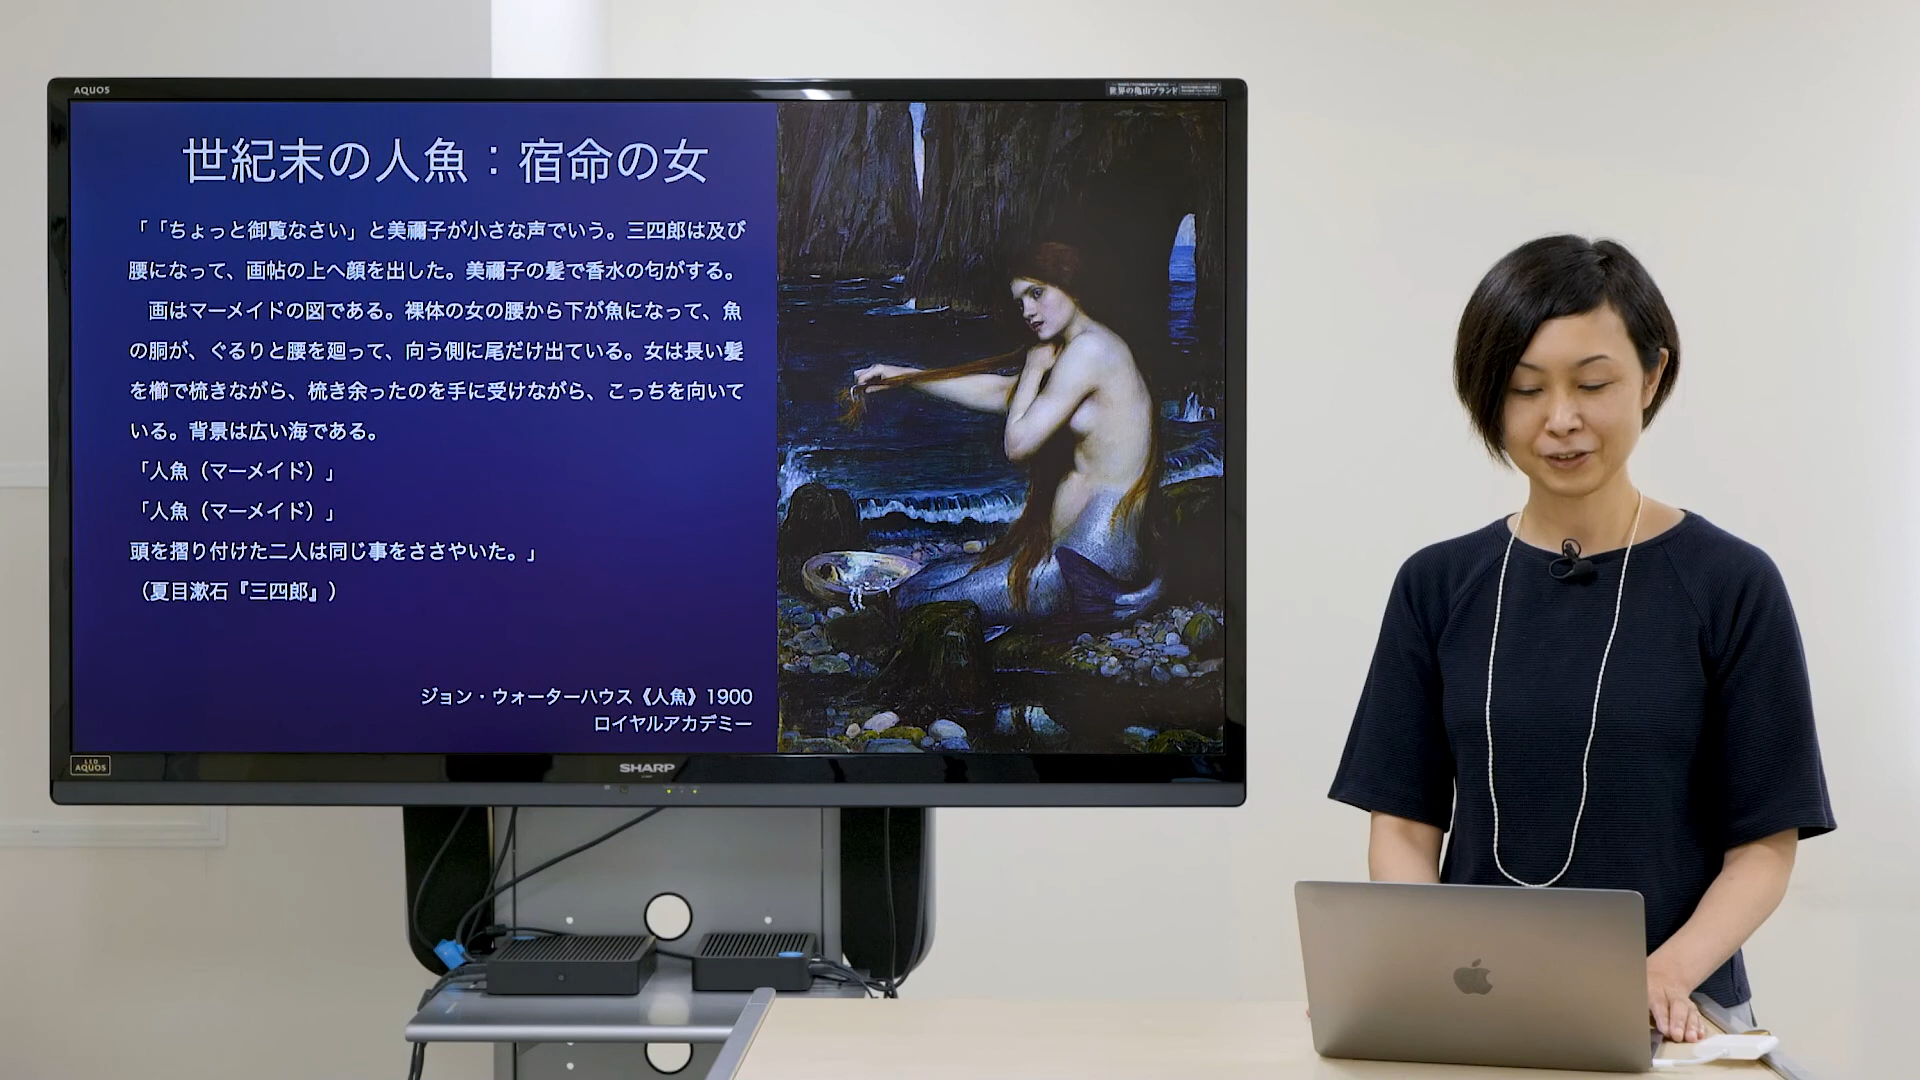 AQUOS
世界の亀山ブランド
世紀末の人魚：宿命の女
「「ちょっと御覧なさい」と美禰子が小さな声でいう。三四郎は及び
腰になって、画帖の上へ顔を出した。美禰子の髪で香水の匂がする。
画はマーメイドの図である。裸体の女の腰から下が魚になって、魚
の胴が、ぐるりと腰を廻って、向う側に尾だけ出ている。女は長い髪
を櫛で梳きながら、梳き余ったのを手に受けながら、こっちを向いて
いる。背景は広い海である。
「人魚（マーメイド）」
「人魚（マーメイド）」
頭を摺り付けた二人は同じ事をささやいた。」
（夏目漱石『三四郎』）
ジョン・ウォーターハウス《人魚》1900
ロイヤルアカデミー
LED
AQUOS
SHARP